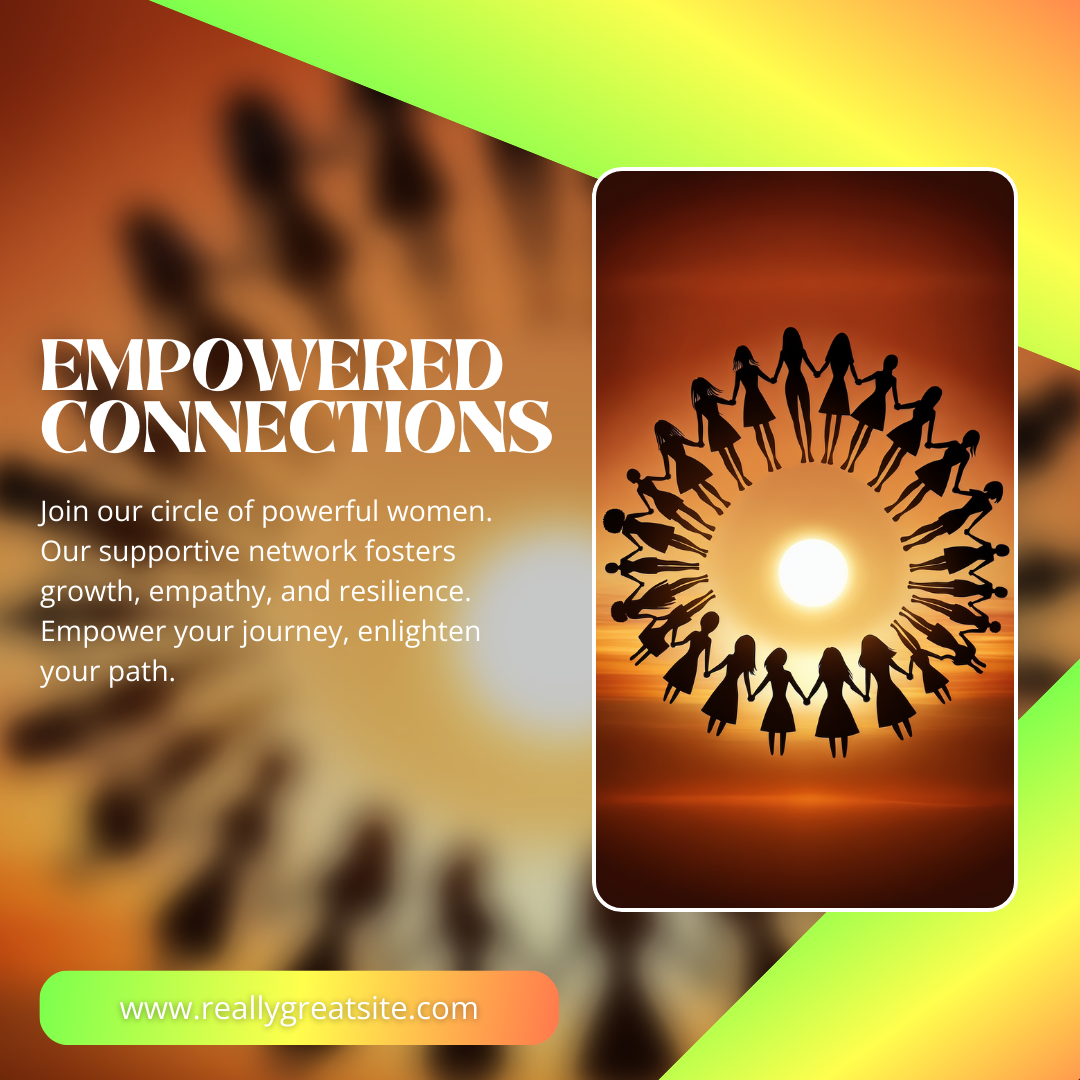 EMPOWERED
CONNECTIONS
Join our circle of powerful women.
Our supportive network fosters
growth, empathy, and resilience.
Empower your journey, enlighten
your path.
www.reallygreatsite.com